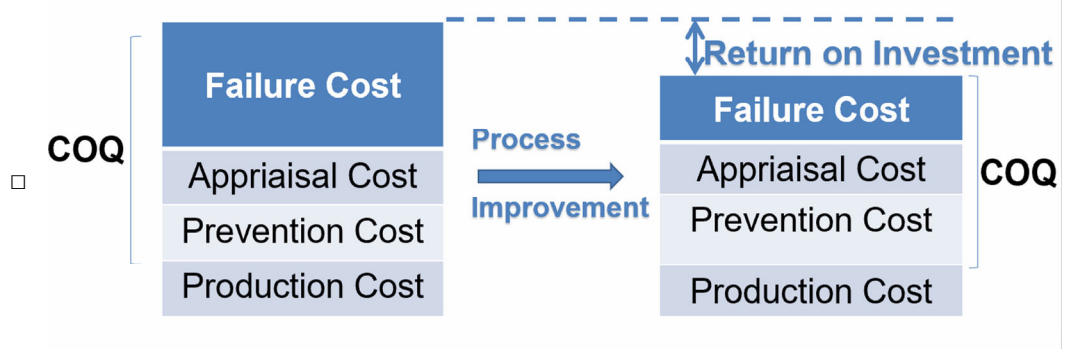 COQ
Failure Cost
Appriaisal Cost
Prevention Cost
Production Cost
Process
Improvement
Return on Investment
Failure Cost
Appraisal Cost
Prevention Cost
Production Cost
COQ